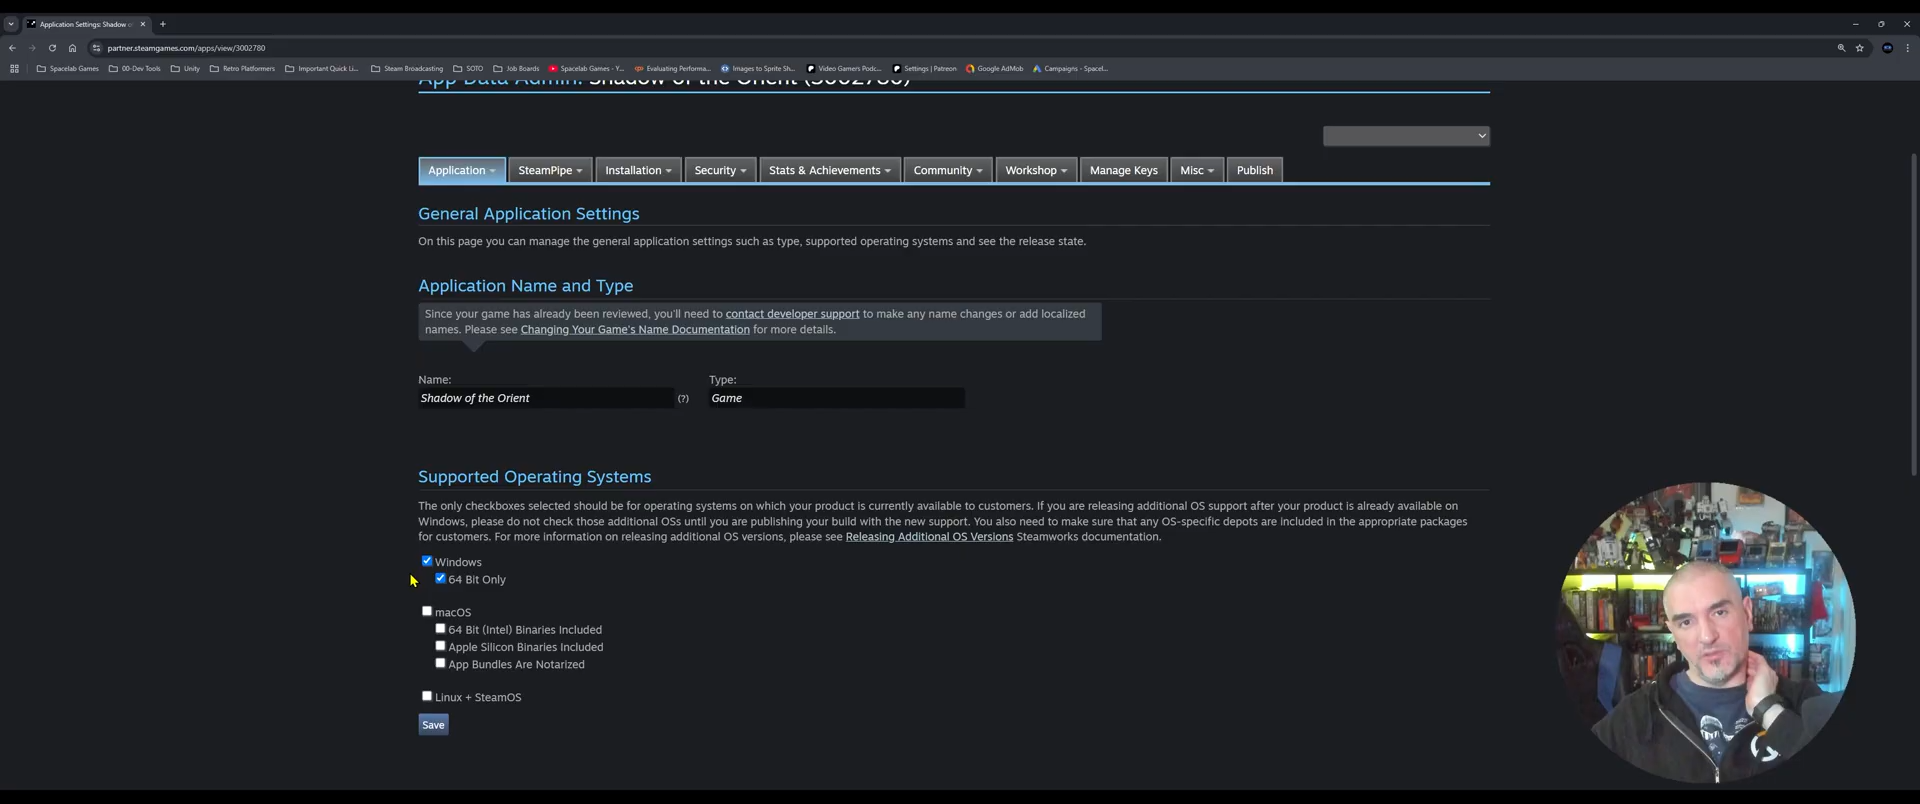 Application Settings: Shadow o
partner.steamgames.com/apps/view/3002780
Spacelab Games
00-Dev Tools
Unity
Retro Platformers
Important Quick Li...
Steam Broadcasting
SOTO
Job Boards
Spacelab Games - Y...
Evaluating Performa...
Images to Sprite Sh...
Video Gamers Podc...
Settings | Patreon
Google AdMob
Campaigns - Spacel...
App Data Admin: Shadow of the Orient (3002780)
Application
SteamPipe
Installation
Security
Stats & Achievements
Community
Workshop
Manage Keys
Misc
Publish
General Application Settings
On this page you can manage the general application settings such as type, supported operating systems and see the release state.
Application Name and Type
Since your game has already been reviewed, you'll need to contact developer support to make any name changes or add localized
names. Please see Changing Your Game's Name Documentation for more details.
Name:
Type:
Shadow of the Orient
(?)
Game
Supported Operating Systems
The only checkboxes selected should be for operating systems on which your product is currently available to customers. If you are releasing additional OS support after your product is already available on
Windows, please do not check those additional OSs until you are publishing your build with the new support. You also need to make sure that any OS-specific depots are included in the appropriate packages
for customers. For more information on releasing additional OS versions, please see Releasing Additional OS Versions Steamworks documentation.
Windows
64 Bit Only
macOS
64 Bit (Intel) Binaries Included
Apple Silicon Binaries Included
App Bundles Are Notarized
Linux + SteamOS
Save